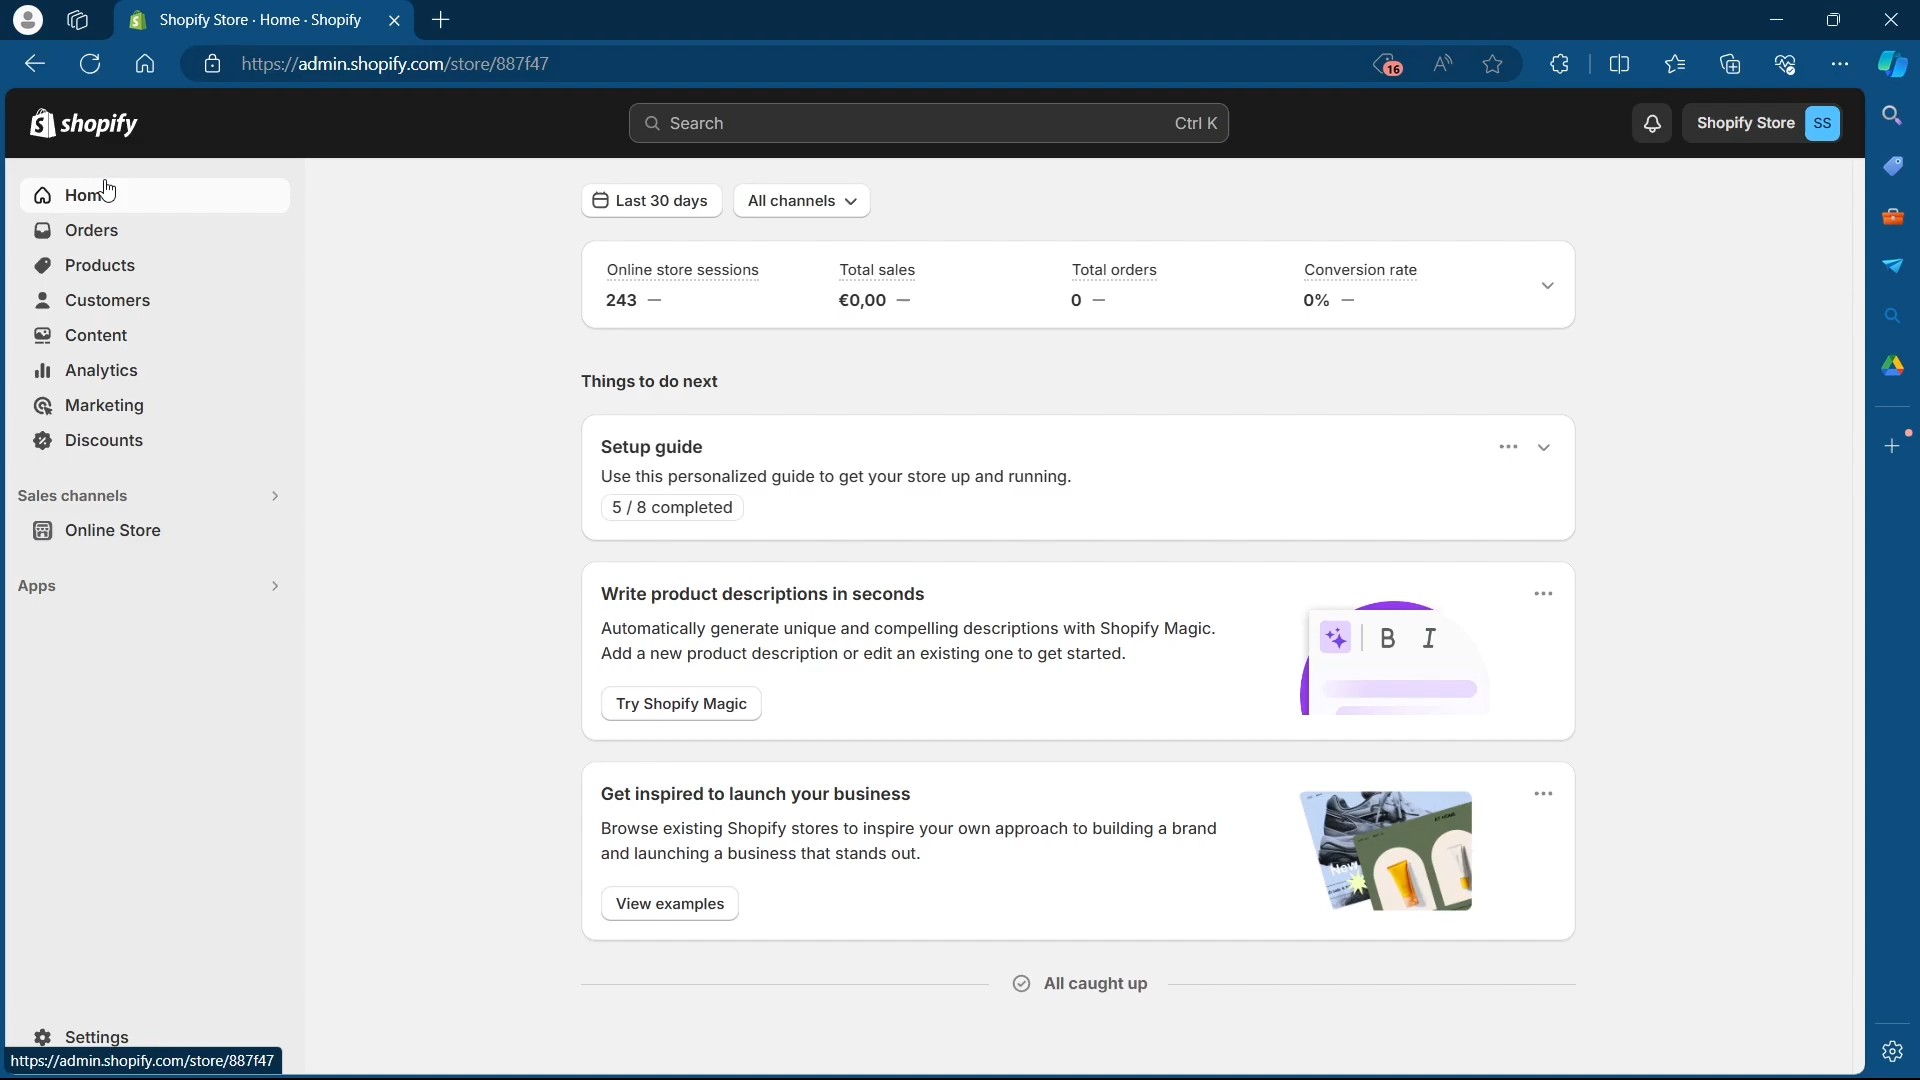 Shopify Store · Home · Shopify
https://admin.shopify.com/store/887f47
16
shopify
Search
Ctrl K
Shopify Store
SS
Home
Orders
Products
Customers
Content
Analytics
Marketing
Discounts
Sales channels
Online Store
Apps
Settings
https://admin.shopify.com/store/887f47
Last 30 days
All channels
Online store sessions
243 —
Total sales
€0,00 —
Total orders
0 —
Conversion rate
0% —
Things to do next
Setup guide
Use this personalized guide to get your store up and running.
5 / 8 completed
Write product descriptions in seconds
Automatically generate unique and compelling descriptions with Shopify Magic.
Add a new product description or edit an existing one to get started.
Try Shopify Magic
B I
Get inspired to launch your business
Browse existing Shopify stores to inspire your own approach to building a brand
and launching a business that stands out.
View examples
New
All caught up